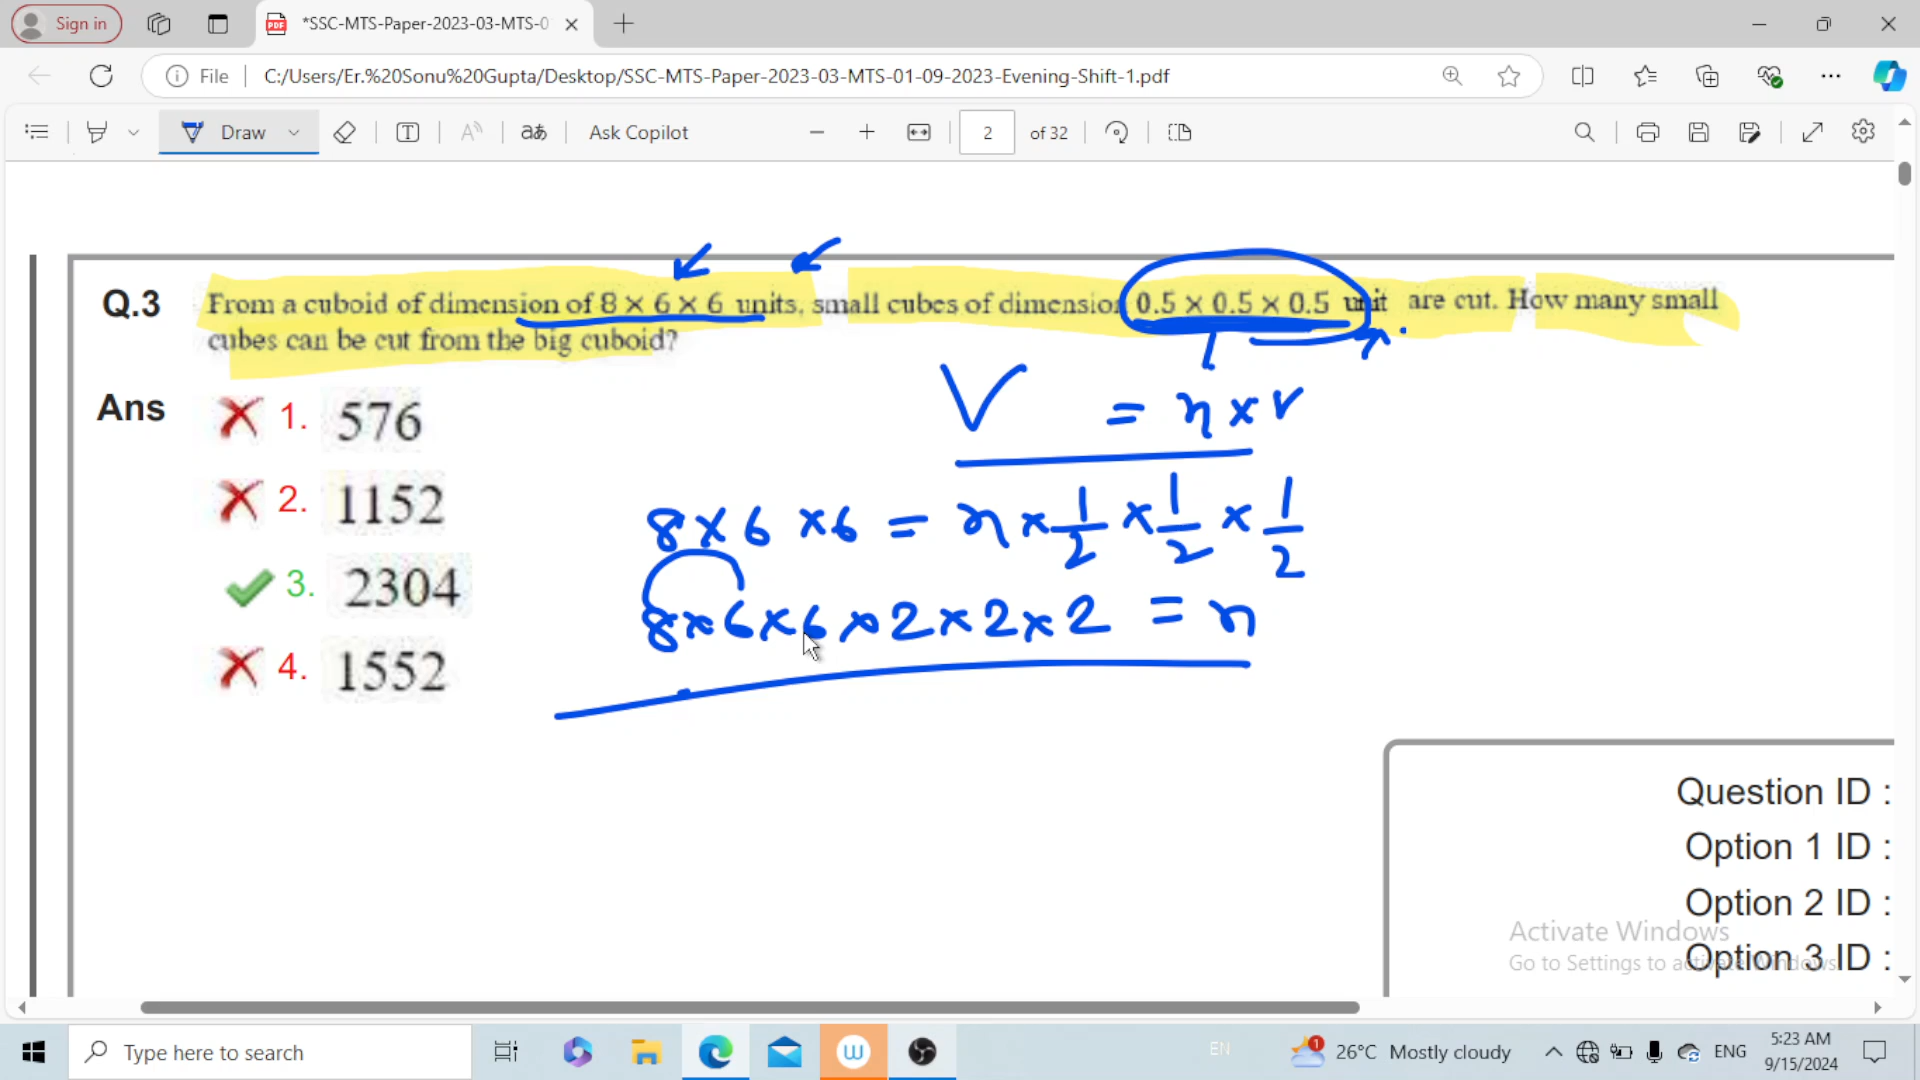 Sign in
*SSC-MTS-Paper-2023-03-MTS-0
File
C:/Users/Er.%20Sonu%20Gupta/Desktop/SSC-MTS-Paper-2023-03-MTS-01-09-2023-Evening-Shift-1.pdf
Draw
aあ
Ask Copilot
2 of 32
Q.3 From a cuboid of dimension of 8 × 6 × 6 units, small cubes of dimension 0.5 × 0.5 × 0.5 unit are cut. How many small
cubes can be cut from the big cuboid?
Ans
1. 576
2. 1152
3. 2304
4. 1552
V = n × v
8 × 6 × 6 = n × 1/2 × 1/2 × 1/2
8 × 6 × 6 × 2 × 2 × 2 = n
Question ID :
Option 1 ID :
Option 2 ID :
Option 3 ID :
Activate Windows
Go to Settings to activate Windows.
Type here to search
EN
1
26°C Mostly cloudy
ENG
5:23 AM
9/15/2024